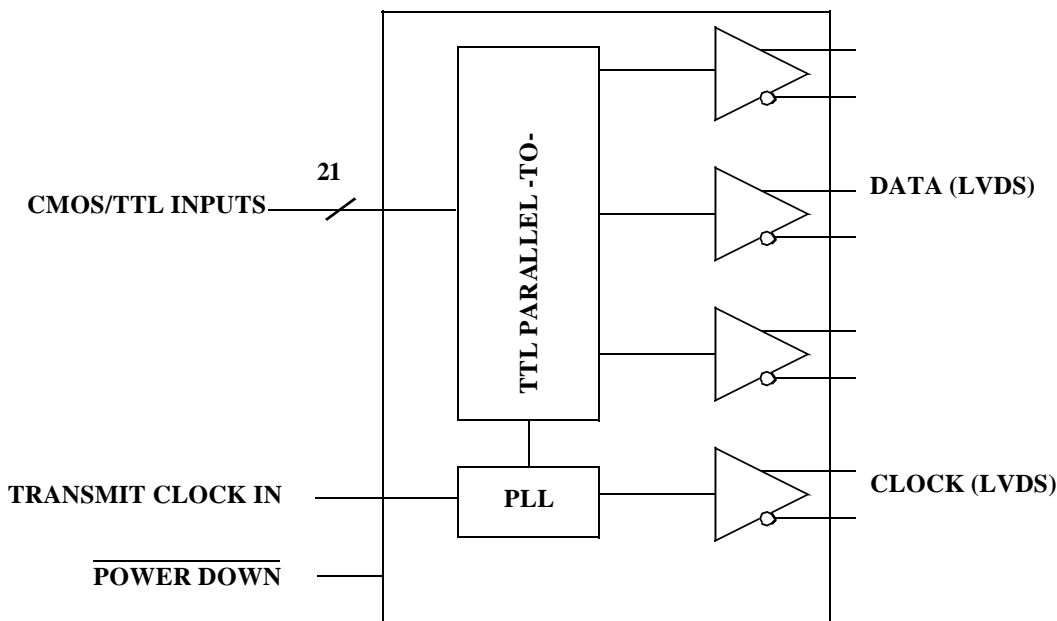 21
CMOS/TTL INPUTS
TTL PARALLEL -TO-
DATA (LVDS)
TRANSMIT CLOCK IN
PLL
CLOCK (LVDS)
POWER DOWN